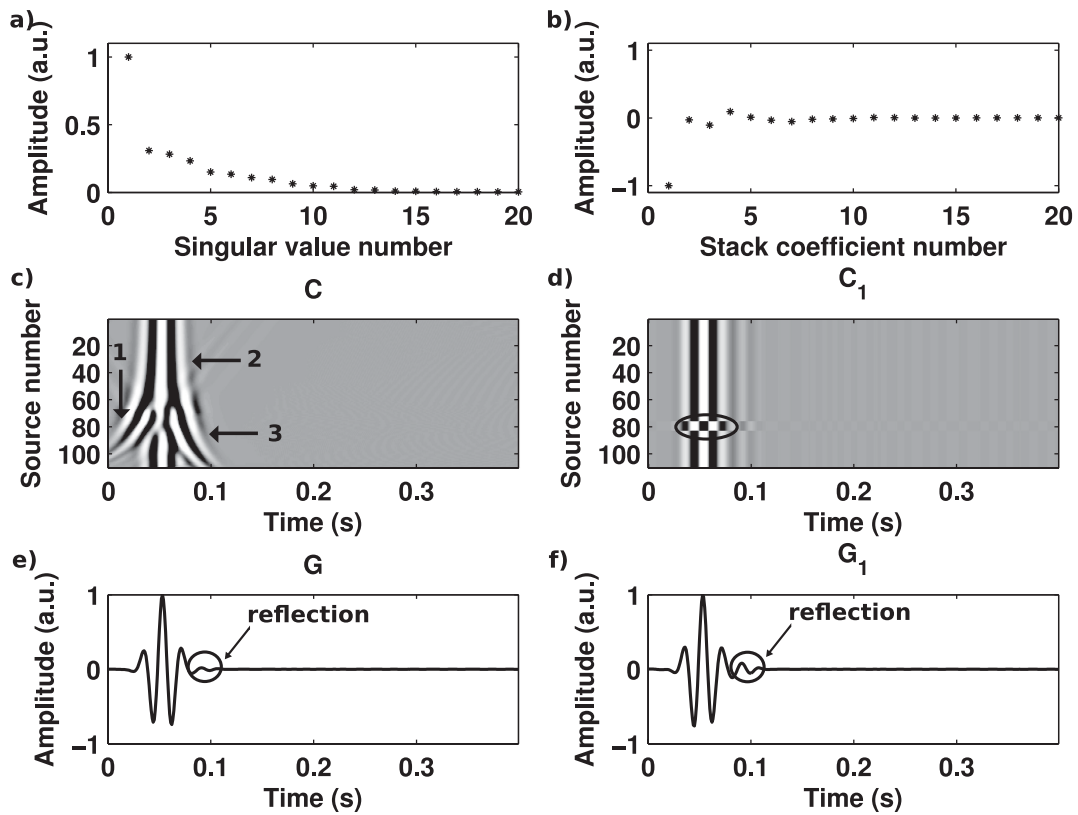 a)
Amplitude (a.u.)
1
0.5
0
0
5
10
15
20
Singular value number
b)
Amplitude (a.u.)
1
0
−1
0
5
10
15
20
Stack coefficient number
c)
C
Source number
20
40
60
80
100
1
2
3
0
0.1
0.2
0.3
Time (s)
d)
C1
Source number
20
40
60
80
100
0
0.1
0.2
0.3
Time (s)
e)
G
Amplitude (a.u.)
1
0
−1
reflection
0
0.1
0.2
0.3
Time (s)
f)
G1
Amplitude (a.u.)
1
0
−1
reflection
0
0.1
0.2
0.3
Time (s)